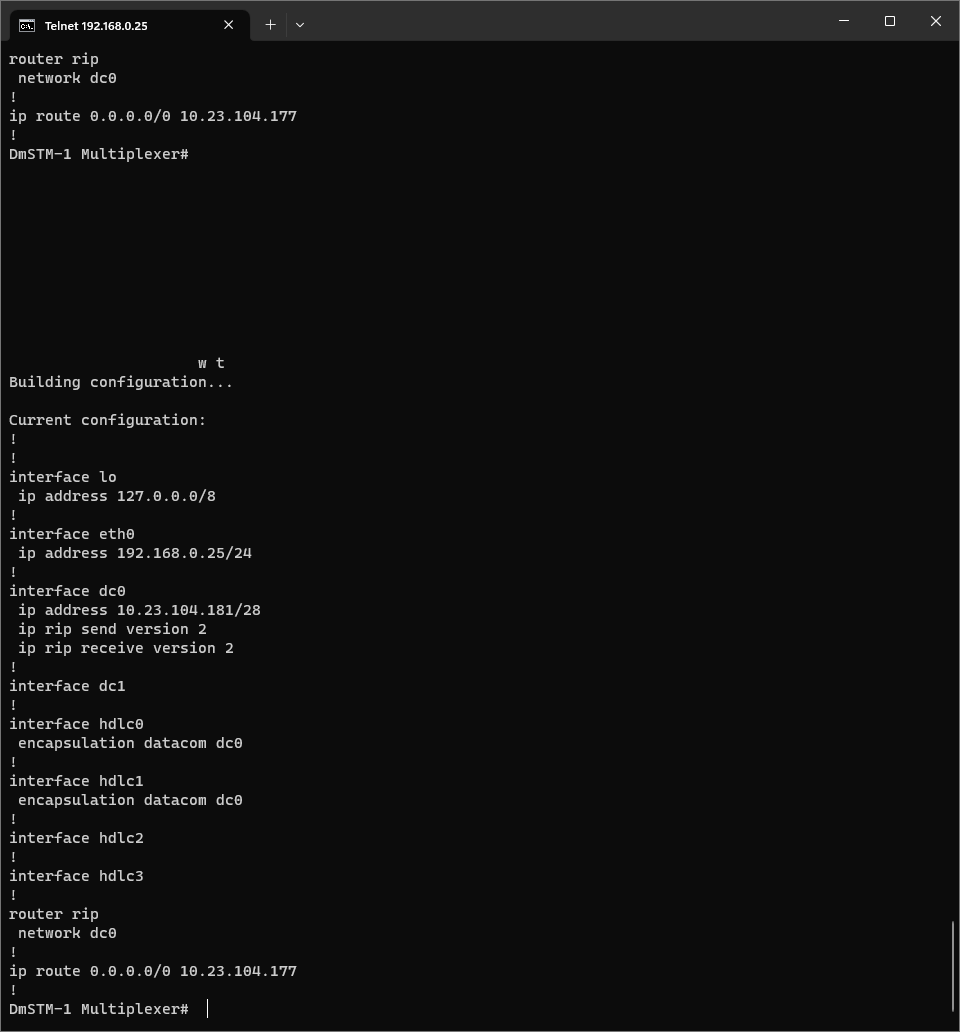 Telnet 192.168.0.25
router rip
 network dc0
!
ip route 0.0.0.0/0 10.23.104.177
!
DmSTM-1 Multiplexer#
w t
Building configuration...
Current configuration:
!
!
interface lo
 ip address 127.0.0.0/8
!
interface eth0
 ip address 192.168.0.25/24
!
interface dc0
 ip address 10.23.104.181/28
 ip rip send version 2
 ip rip receive version 2
!
interface dc1
!
interface hdlc0
 encapsulation datacom dc0
!
interface hdlc1
 encapsulation datacom dc0
!
interface hdlc2
!
interface hdlc3
!
router rip
 network dc0
!
ip route 0.0.0.0/0 10.23.104.177
!
DmSTM-1 Multiplexer#